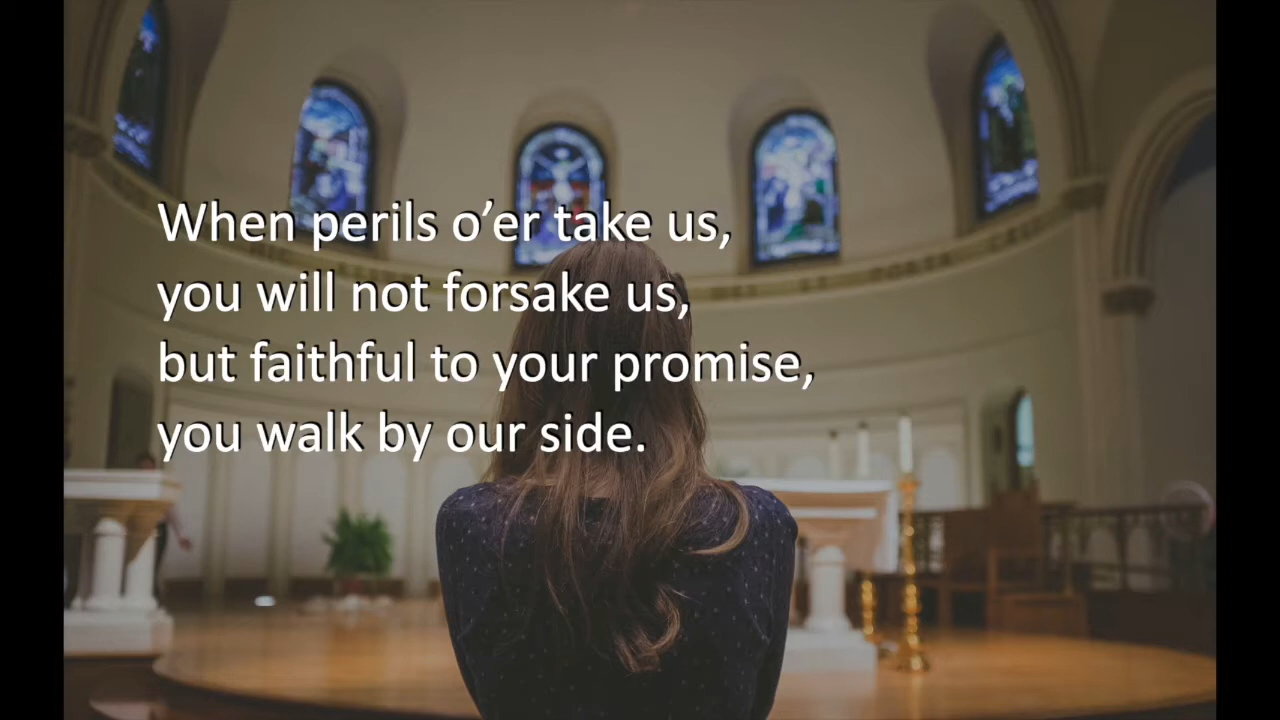 When perils o’er take us,
you will not forsake us,
but faithful to your promise,
you walk by our side.